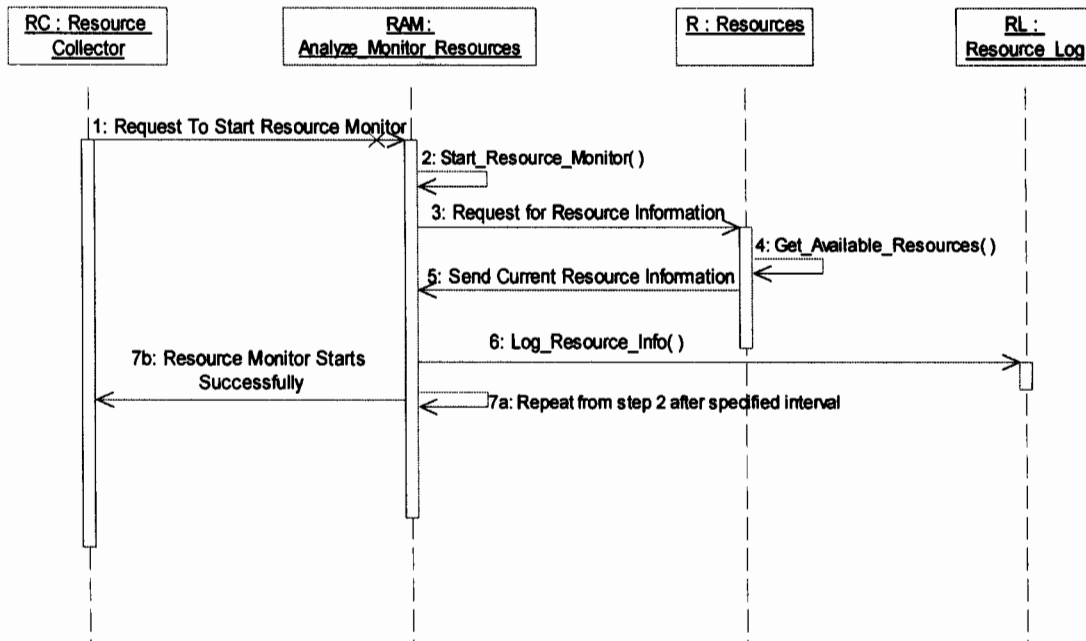 RC : Resource
Collector
RAM :
Analyze_Monitor_Resources
R : Resources
RL :
Resource_Log
1: Request To Start Resource Monitor
2: Start_Resource_Monitor( )
3: Request for Resource Information
4: Get_Available_Resources( )
5: Send Current Resource Information
6: Log_Resource_Info( )
7b: Resource Monitor Starts
Successfully
7a: Repeat from step 2 after specified interval